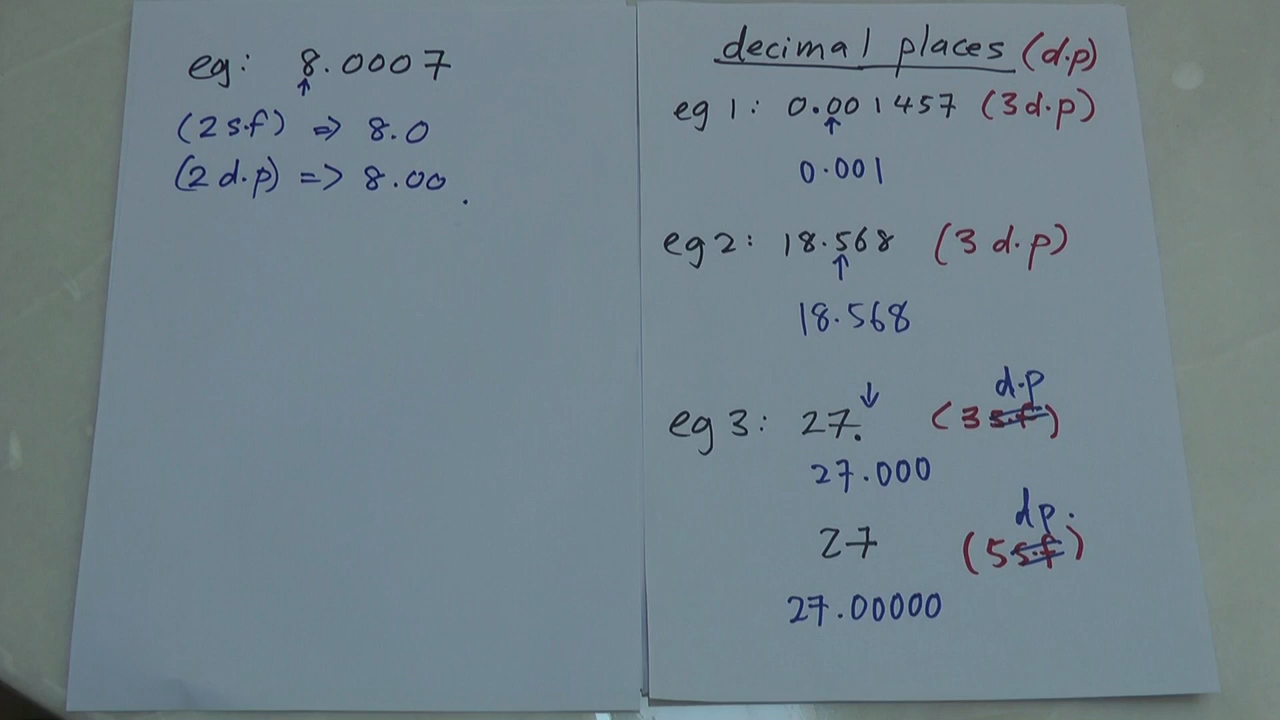 eg: 8.0007
(2 s.f) => 8.0
(2 d.p) => 8.00.
decimal places (d.p)
eg 1: 0.001457 (3 d.p)
0.001
eg 2: 18.568 (3 d.p)
18.568
d.p
eg 3: 27. (3 s.f)
27.000
dp.
27 (5 s.f)
27.00000